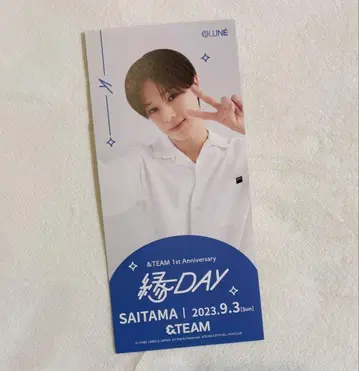 LUNÉ
&TEAM 1st Anniversary
縁DAY
SAITAMA | 2023.9.3[Sun]
&TEAM